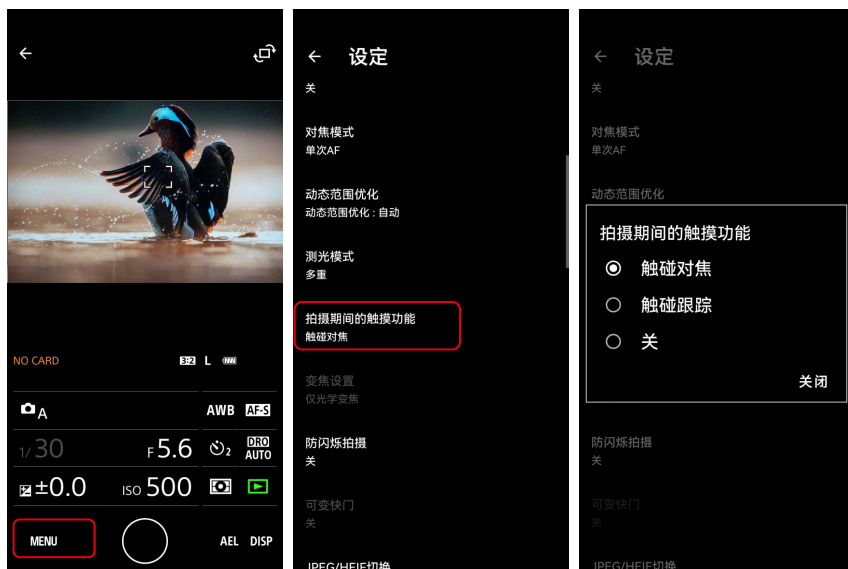 NO CARD 3:2 L
A AWB AF-S
1/30 F5.6 2 DRO AUTO
±0.0 ISO 500
MENU AEL DISP
设定
关
对焦模式
单次AF
动态范围优化
动态范围优化 : 自动
测光模式
多重
拍摄期间的触摸功能
触碰对焦
变焦设置
仅光学变焦
防闪烁拍摄
关
可变快门
关
JPEG/HEIF切换
设定
关
对焦模式
单次AF
动态范围优化
拍摄期间的触摸功能
触碰对焦
触碰跟踪
关
关闭
防闪烁拍摄
关
可变快门
关
JPEG/HEIF切换